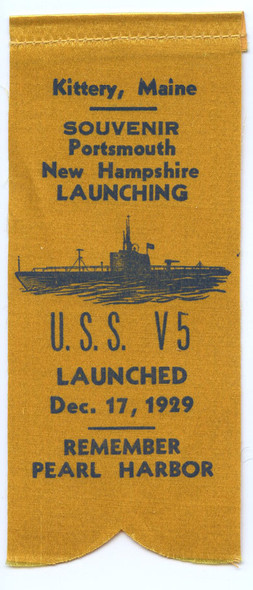 Kittery, Maine
SOUVENIR
Portsmouth
New Hampshire
LAUNCHING
U.S.S. V5
LAUNCHED
Dec. 17, 1929
REMEMBER
PEARL HARBOR